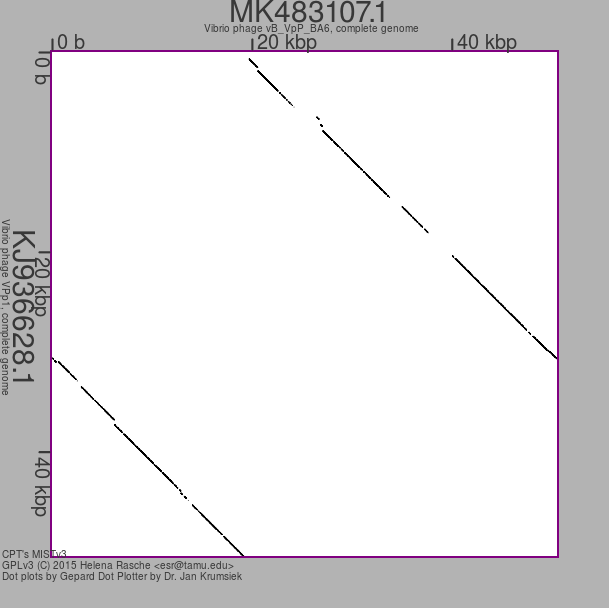 MK483107.1
Vibrio phage vB_VpP_BA6, complete genome
0 b
20 kbp
40 kbp
0 b
20 kbp
40 kbp
KJ936628.1
Vibrio phage VPp1, complete genome
CPT's MISTv3
GPLv3 (C) 2015 Helena Rasche <esr@tamu.edu>
Dot plots by Gepard Dot Plotter by Dr. Jan Krumsiek